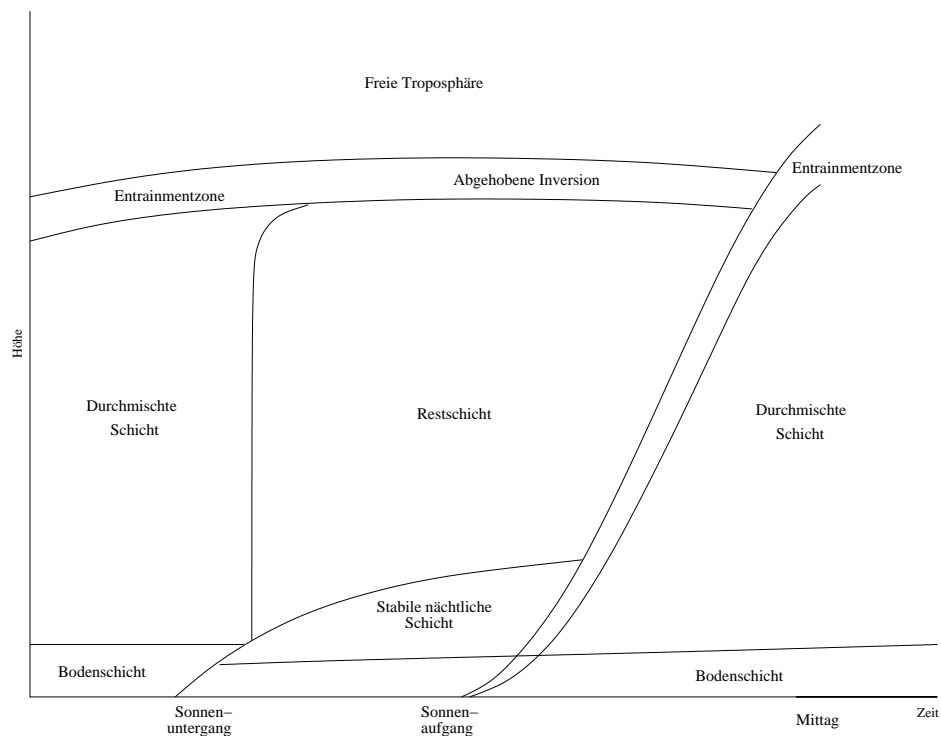 Freie Troposphäre
Entrainmentzone
Abgehobene Inversion
Entrainmentzone
Höhe
Durchmischte
Schicht
Restschicht
Durchmischte
Schicht
Stabile nächtliche
Schicht
Bodenschicht
Bodenschicht
Sonnen–
untergang
Sonnen–
aufgang
Mittag
Zeit